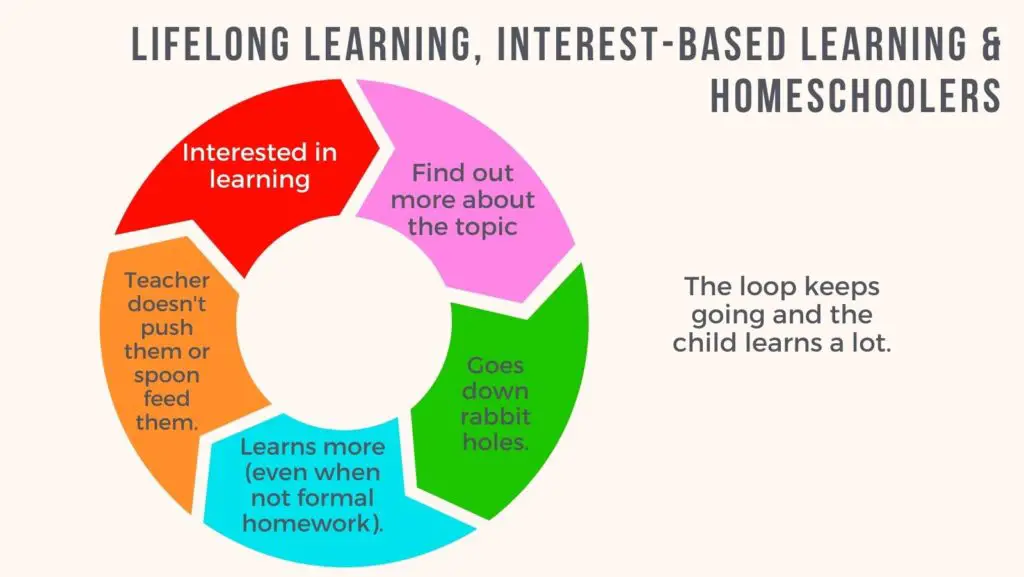 LIFELONG LEARNING, INTEREST-BASED LEARNING &
HOMESCHOOLERS
Interested in
learning
Find out
more about
the topic
Goes
down
rabbit
holes.
Learns more
(even when
not formal
homework).
Teacher
doesn't
push
them or
spoon
feed
them.
The loop keeps
going and the
child learns a lot.